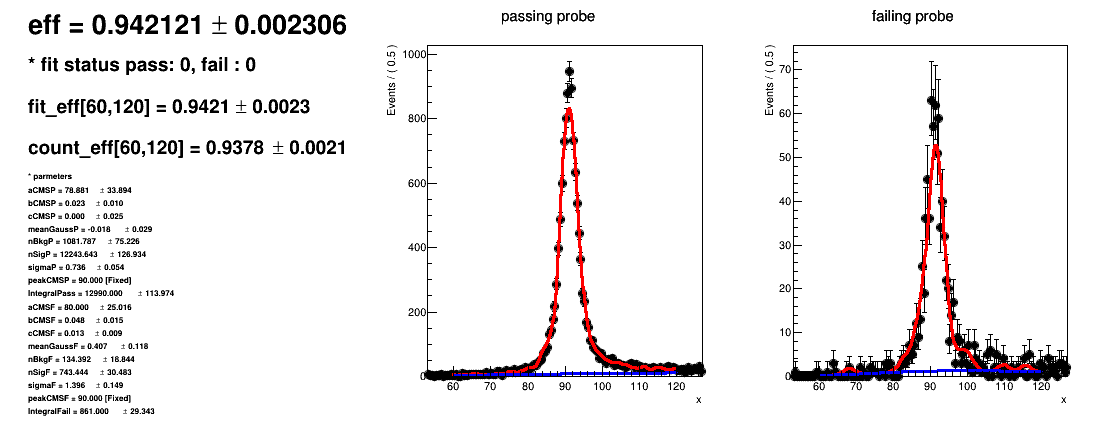 eff = 0.942121 ± 0.002306
* fit status pass: 0, fail : 0
fit_eff[60,120] = 0.9421 ± 0.0023
count_eff[60,120] = 0.9378 ± 0.0021
* parmeters
aCMSP = 78.881 ± 33.894
bCMSP = 0.023 ± 0.010
cCMSP = 0.000 ± 0.025
meanGaussP = -0.018 ± 0.029
nBkgP = 1081.787 ± 75.226
nSigP = 12243.643 ± 126.934
sigmaP = 0.736 ± 0.054
peakCMSP = 90.000 [Fixed]
IntegralPass = 12990.000 ± 113.974
aCMSF = 80.000 ± 25.016
bCMSF = 0.048 ± 0.015
cCMSF = 0.013 ± 0.009
meanGaussF = 0.407 ± 0.118
nBkgF = 134.392 ± 18.844
nSigF = 743.444 ± 30.483
sigmaF = 1.396 ± 0.149
peakCMSF = 90.000 [Fixed]
IntegralFail = 861.000 ± 29.343
passing probe
Events / ( 0.5 )
1000
800
600
400
200
0
60 70 80 90 100 110 120
x
failing probe
Events / ( 0.5 )
70
60
50
40
30
20
10
0
60 70 80 90 100 110 120
x